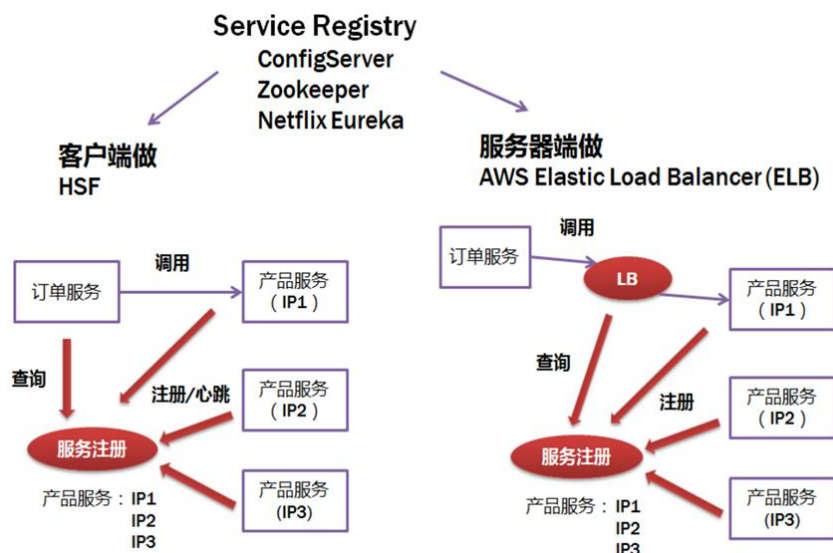 Service Registry
ConfigServer
Zookeeper
Netflix Eureka
客户端做
HSF
订单服务
调用
产品服务
（IP1）
查询
注册/心跳
产品服务
（IP2）
服务注册
产品服务
(IP3)
产品服务：IP1
IP2
IP3
服务器端做
AWS Elastic Load Balancer (ELB)
订单服务
调用
LB
产品服务
（IP1）
查询
注册
产品服务
（IP2）
服务注册
产品服务
(IP3)
产品服务：IP1
IP2
IP3